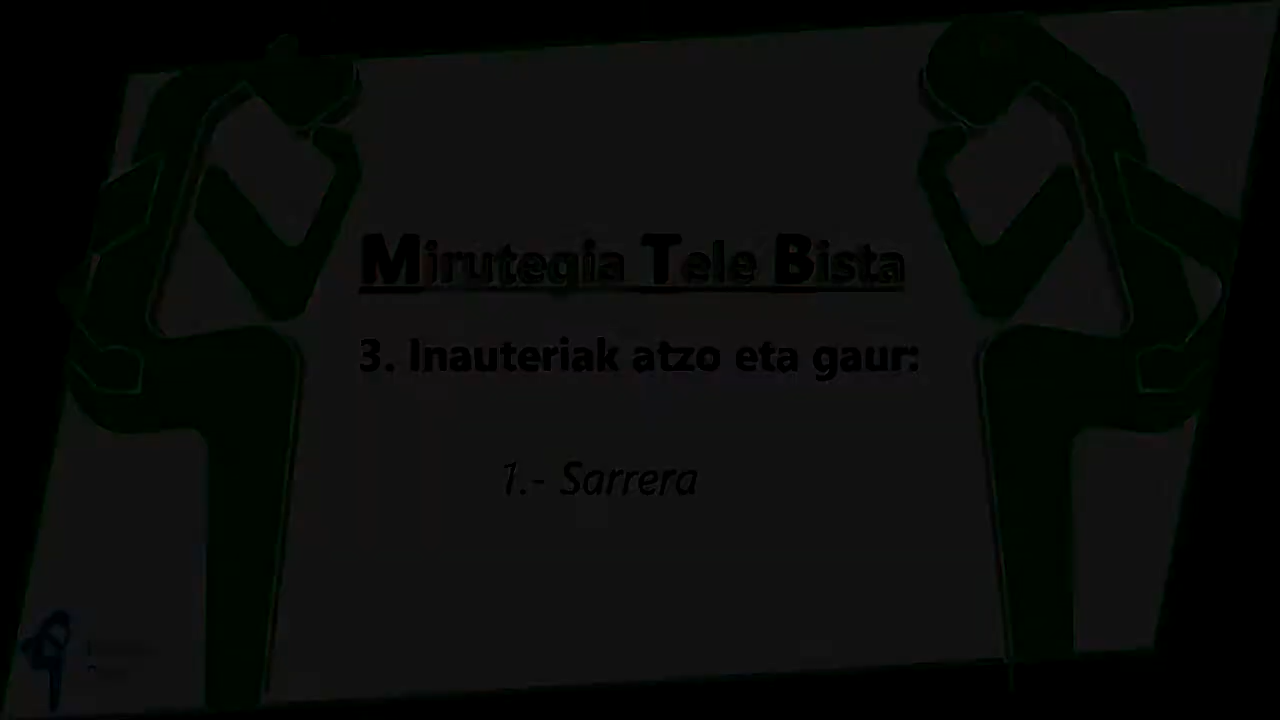 Mirutegia Tele Bista
3. Inauteriak atzo eta gaur:
1.- Sarrera